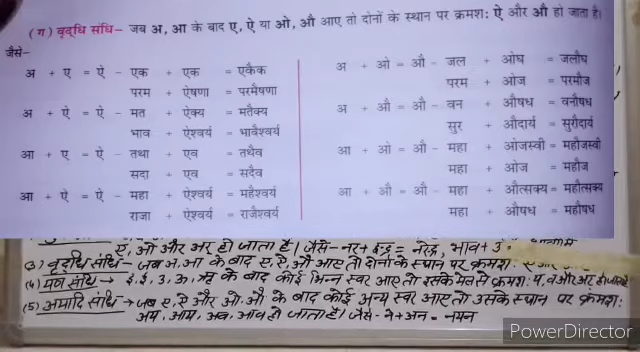 (ग) वृद्धि संधि– जब अ, आ के बाद ए, ऐ या ओ, औ आए तो दोनों के स्थान पर क्रमशः ऐ और औ हो जाता है।
जैसे–
अ + ए = ऐ – एक + एक = एकैक
परम + ऐषणा = परमैषणा
अ + ऐ = ऐ – मत + ऐक्य = मतैक्य
भाव + ऐश्वर्य = भावैश्वर्य
आ + ए = ऐ – तथा + एव = तथैव
सदा + एव = सदैव
आ + ऐ = ऐ – महा + ऐश्वर्य = महैश्वर्य
राजा + ऐश्वर्य = राजैश्वर्य
अ + ओ = औ – जल + ओघ = जलौघ
परम + ओज = परमौज
अ + औ = औ – वन + औषध = वनौषध
सुर + औदार्य = सुरौदार्य
आ + ओ = औ – महा + ओजस्वी = महौजस्वी
महा + ओज = महौज
आ + औ = औ – महा + औत्सक्य = महौत्सक्य
महा + औषध = महौषध
ए, ओ और अर हो जाता है। जैसे- नर + इन्द्र = नरेंद्र, भाव +
(3) वृद्धि संधि – जब अ, आ के बाद ए, ऐ, ओ, औ आए तो दोनों के स्थान पर क्रमशः
(4) यण संधि → इ, ई, उ, ऊ, ऋ के बाद कोई भिन्न स्वर आए तो इसके मेल से क्रमशः य, व और अर् हो जाता है
(5) अयादि संधि → जब ए, ऐ और ओ, औ के बाद कोई अन्य स्वर आए तो उसके स्थान पर क्रमशः
अय, आय, अव, आव हो जाता है। जैसे- ने + अन = नयन
PowerDirector